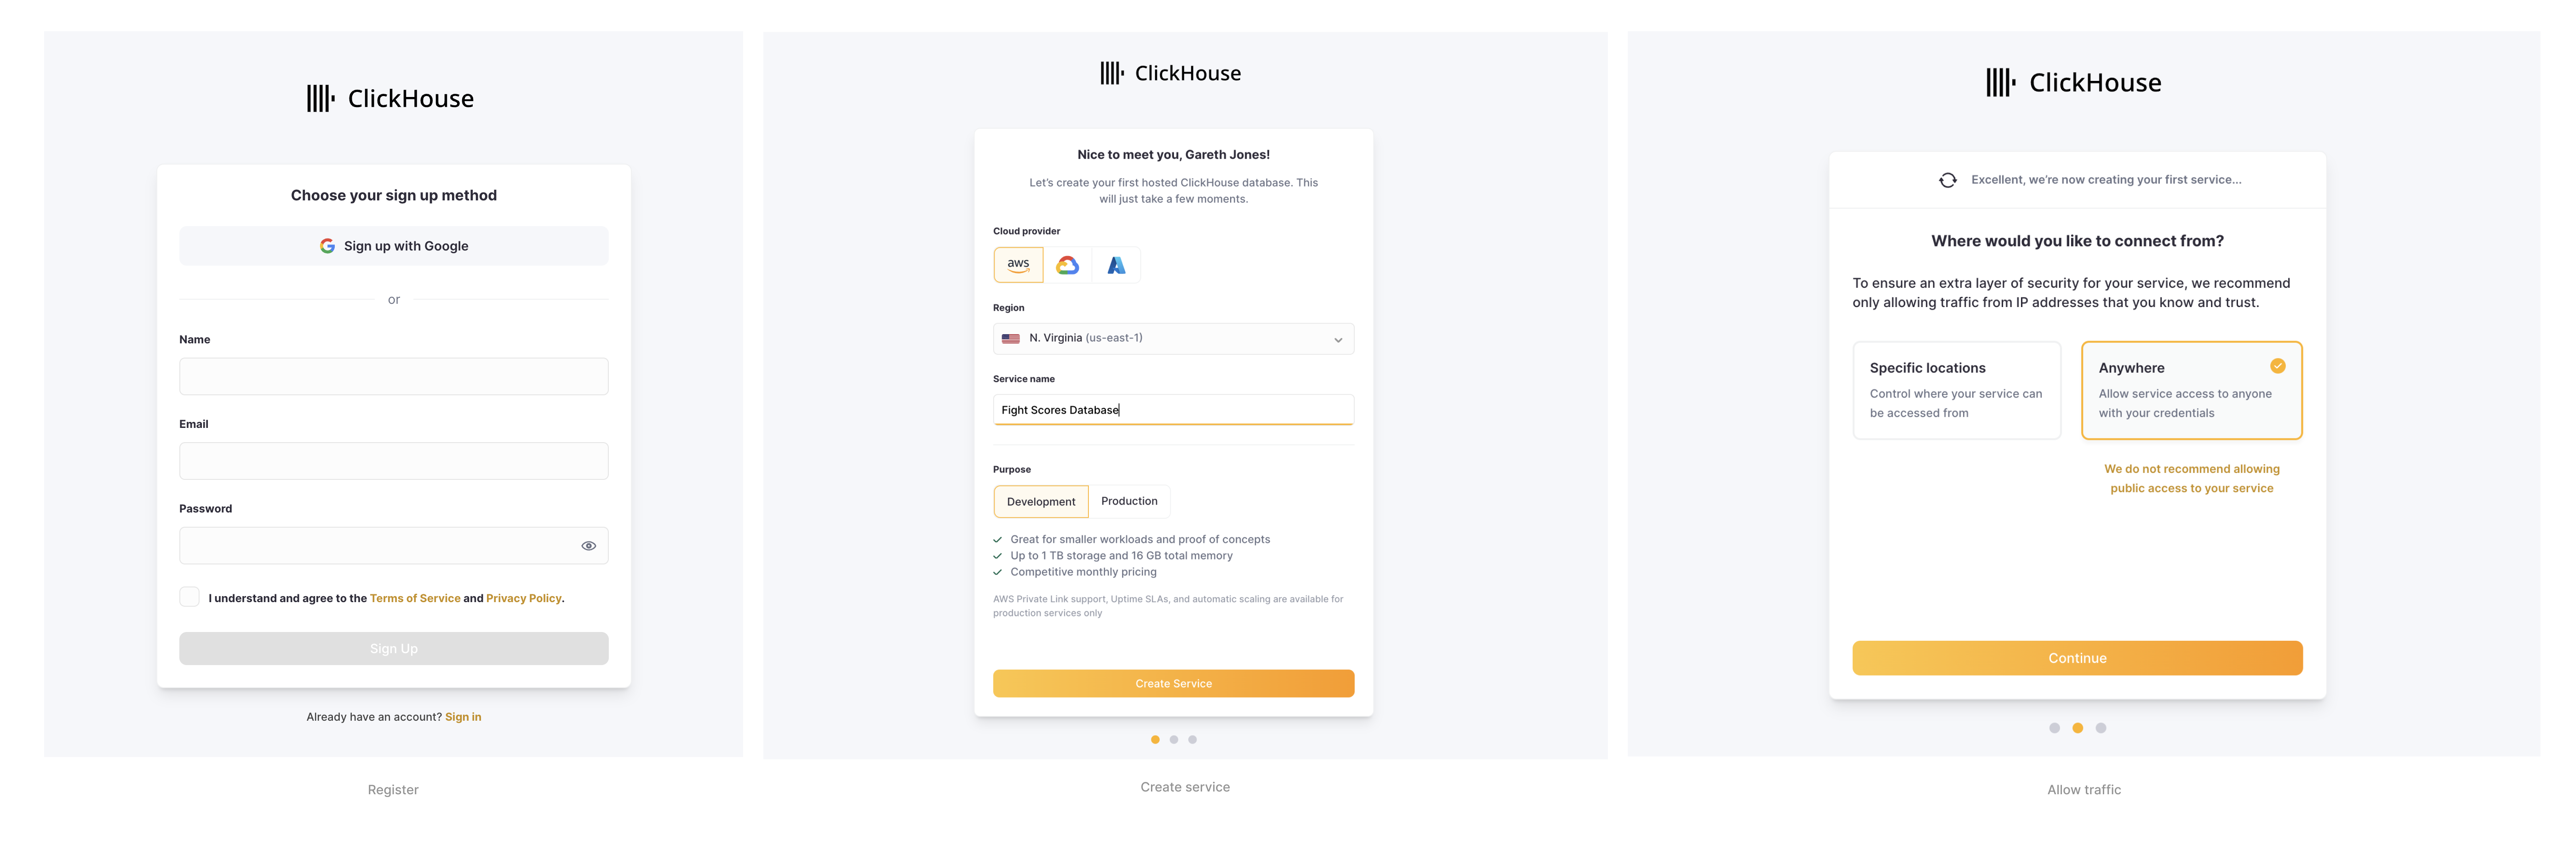 ClickHouse
Choose your sign up method
Sign up with Google
or
Name
Email
Password
I understand and agree to the Terms of Service and Privacy Policy.
Sign Up
Already have an account? Sign in
Register
ClickHouse
Nice to meet you, Gareth Jones!
Let's create your first hosted ClickHouse database. This
will just take a few moments.
Cloud provider
aws
Region
N. Virginia (us-east-1)
Service name
Fight Scores Database
Purpose
Development Production
Great for smaller workloads and proof of concepts
Up to 1 TB storage and 16 GB total memory
Competitive monthly pricing
AWS Private Link support, Uptime SLAs, and automatic scaling are available for
production services only
Create Service
Create service
ClickHouse
Excellent, we're now creating your first service...
Where would you like to connect from?
To ensure an extra layer of security for your service, we recommend
only allowing traffic from IP addresses that you know and trust.
Specific locations
Control where your service can
be accessed from
Anywhere
Allow service access to anyone
with your credentials
We do not recommend allowing
public access to your service
Continue
Allow traffic